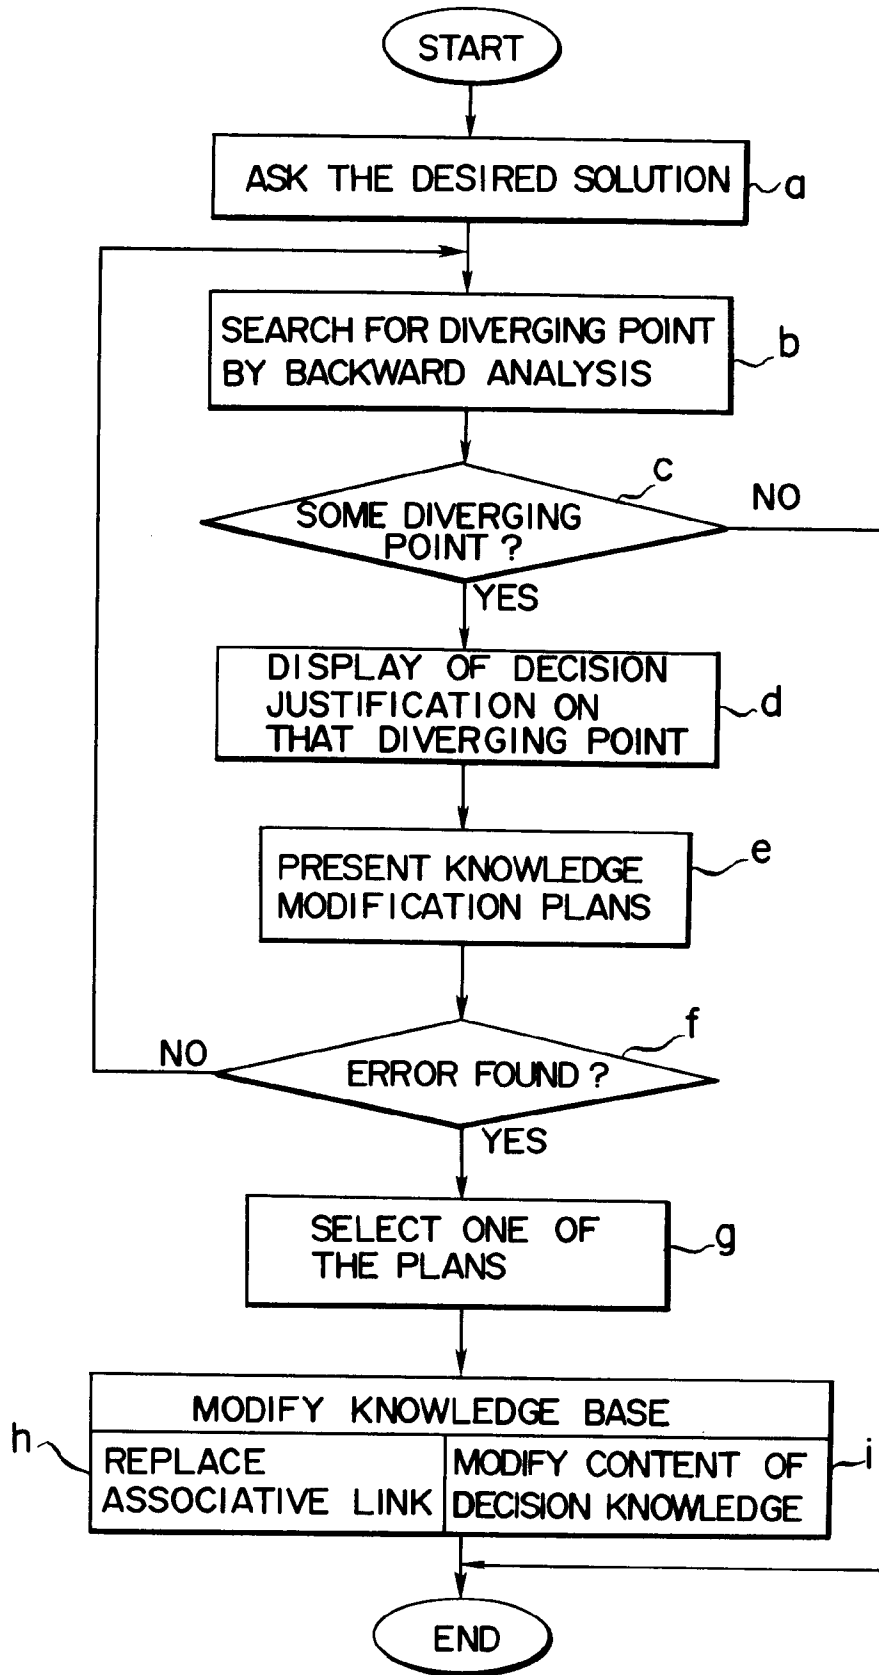 START
ASK THE DESIRED SOLUTION
a
SEARCH FOR DIVERGING POINT
BY BACKWARD ANALYSIS
b
c
SOME DIVERGING
POINT ?
NO
YES
DISPLAY OF DECISION
JUSTIFICATION ON
THAT DIVERGING POINT
d
PRESENT KNOWLEDGE
MODIFICATION PLANS
e
f
NO
ERROR FOUND ?
YES
SELECT ONE OF
THE PLANS
g
MODIFY KNOWLEDGE BASE
h
REPLACE
ASSOCIATIVE LINK
MODIFY CONTENT OF
DECISION KNOWLEDGE
i
END